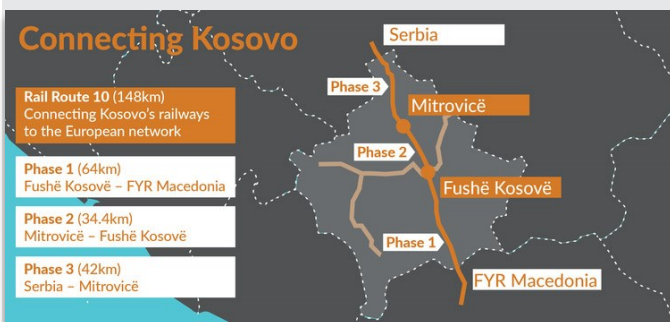 Connecting Kosovo
Rail Route 10 (148km)
Connecting Kosovo's railways
to the European network
Phase 1 (64km)
Fushë Kosovë – FYR Macedonia
Phase 2 (34.4km)
Mitrovicë – Fushë Kosovë
Phase 3 (42km)
Serbia – Mitrovicë
Serbia
Phase 3
Mitrovicë
Phase 2
Fushë Kosovë
Phase 1
FYR Macedonia